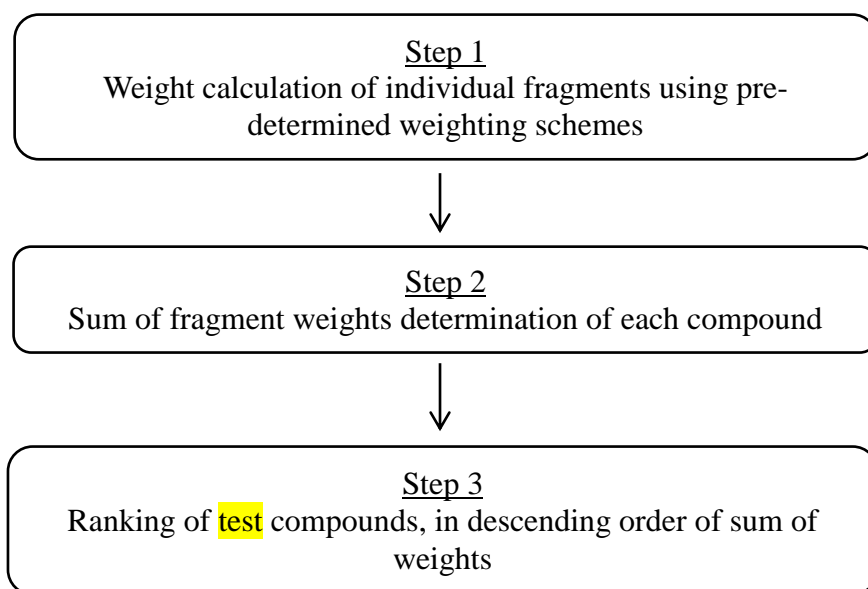 Step 1
Weight calculation of individual fragments using pre-
determined weighting schemes
Step 2
Sum of fragment weights determination of each compound
Step 3
Ranking of test compounds, in descending order of sum of
weights